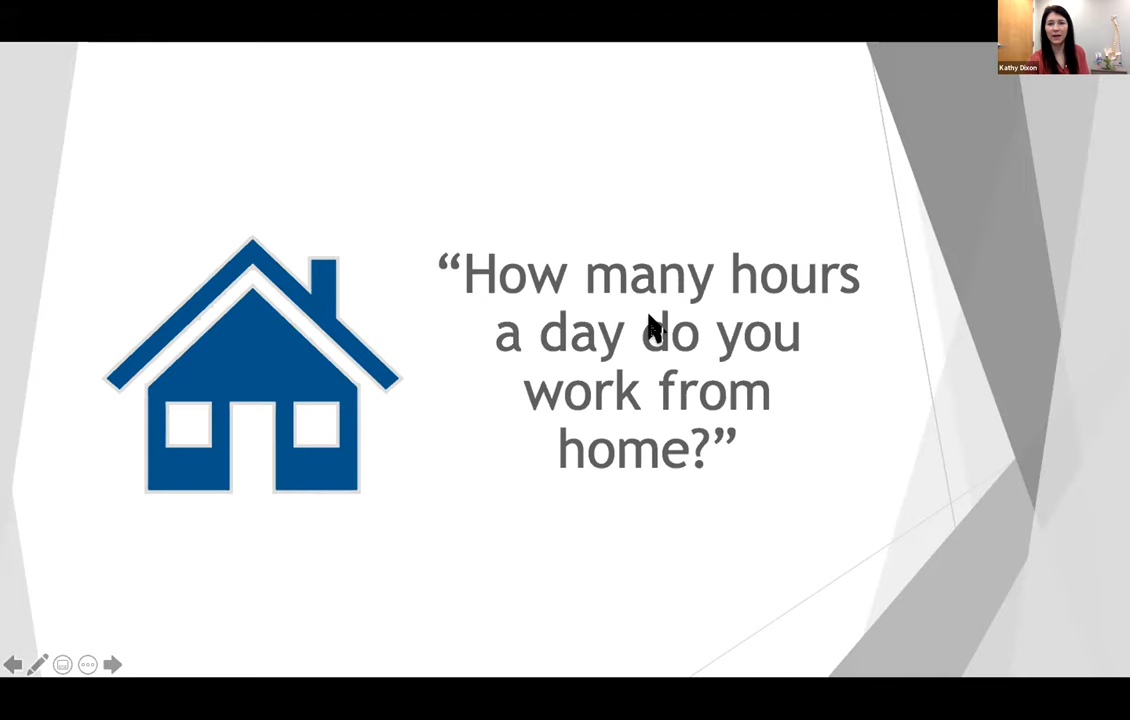 Kathy Dixon
“How many hours
a day do you
work from
home?”